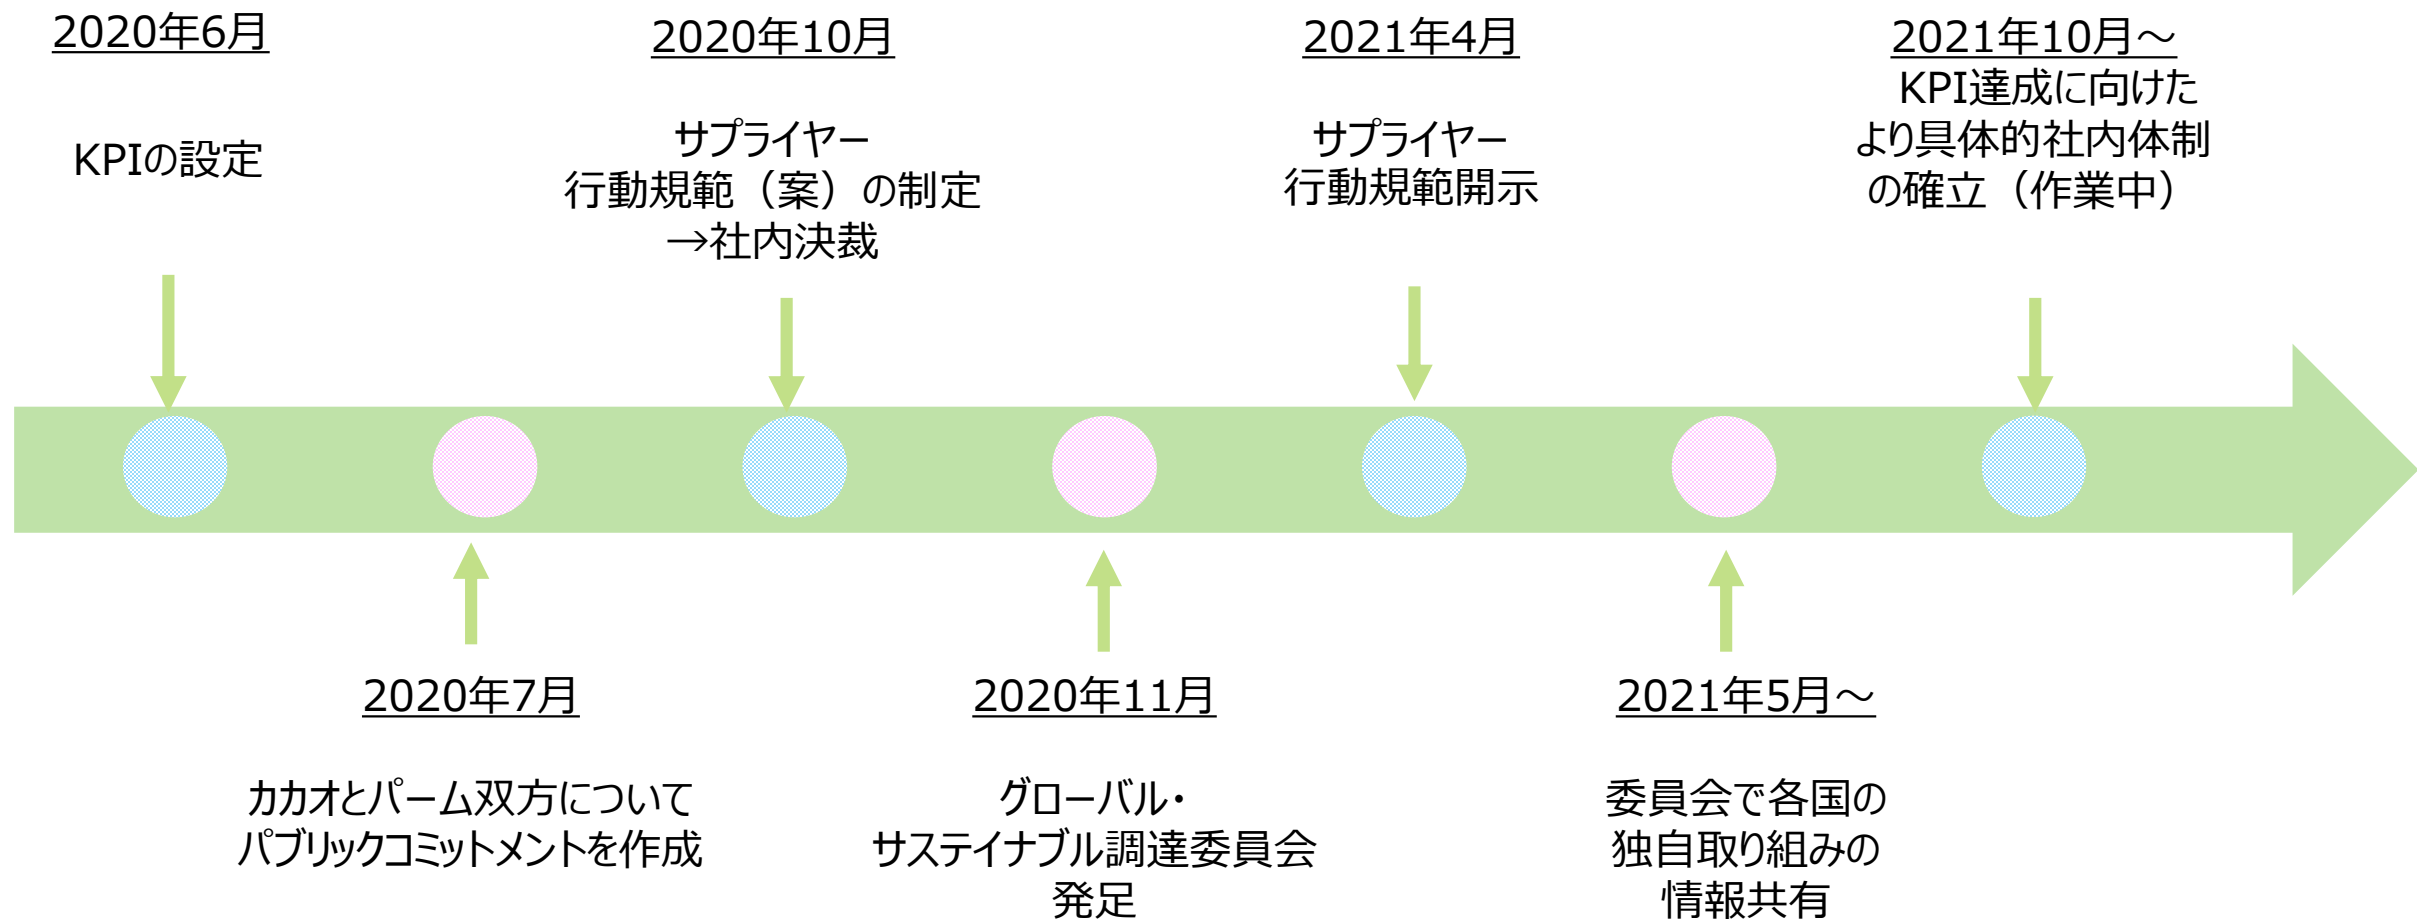 2020年6月
KPIの設定
2020年10月
サプライヤー
行動規範（案）の制定
→社内決裁
2021年4月
サプライヤー
行動規範開示
2021年10月～
KPI達成に向けた
より具体的社内体制
の確立（作業中）
2020年7月
カカオとパーム双方について
パブリックコミットメントを作成
2020年11月
グローバル・
サステイナブル調達委員会
発足
2021年5月～
委員会で各国の
独自取り組みの
情報共有